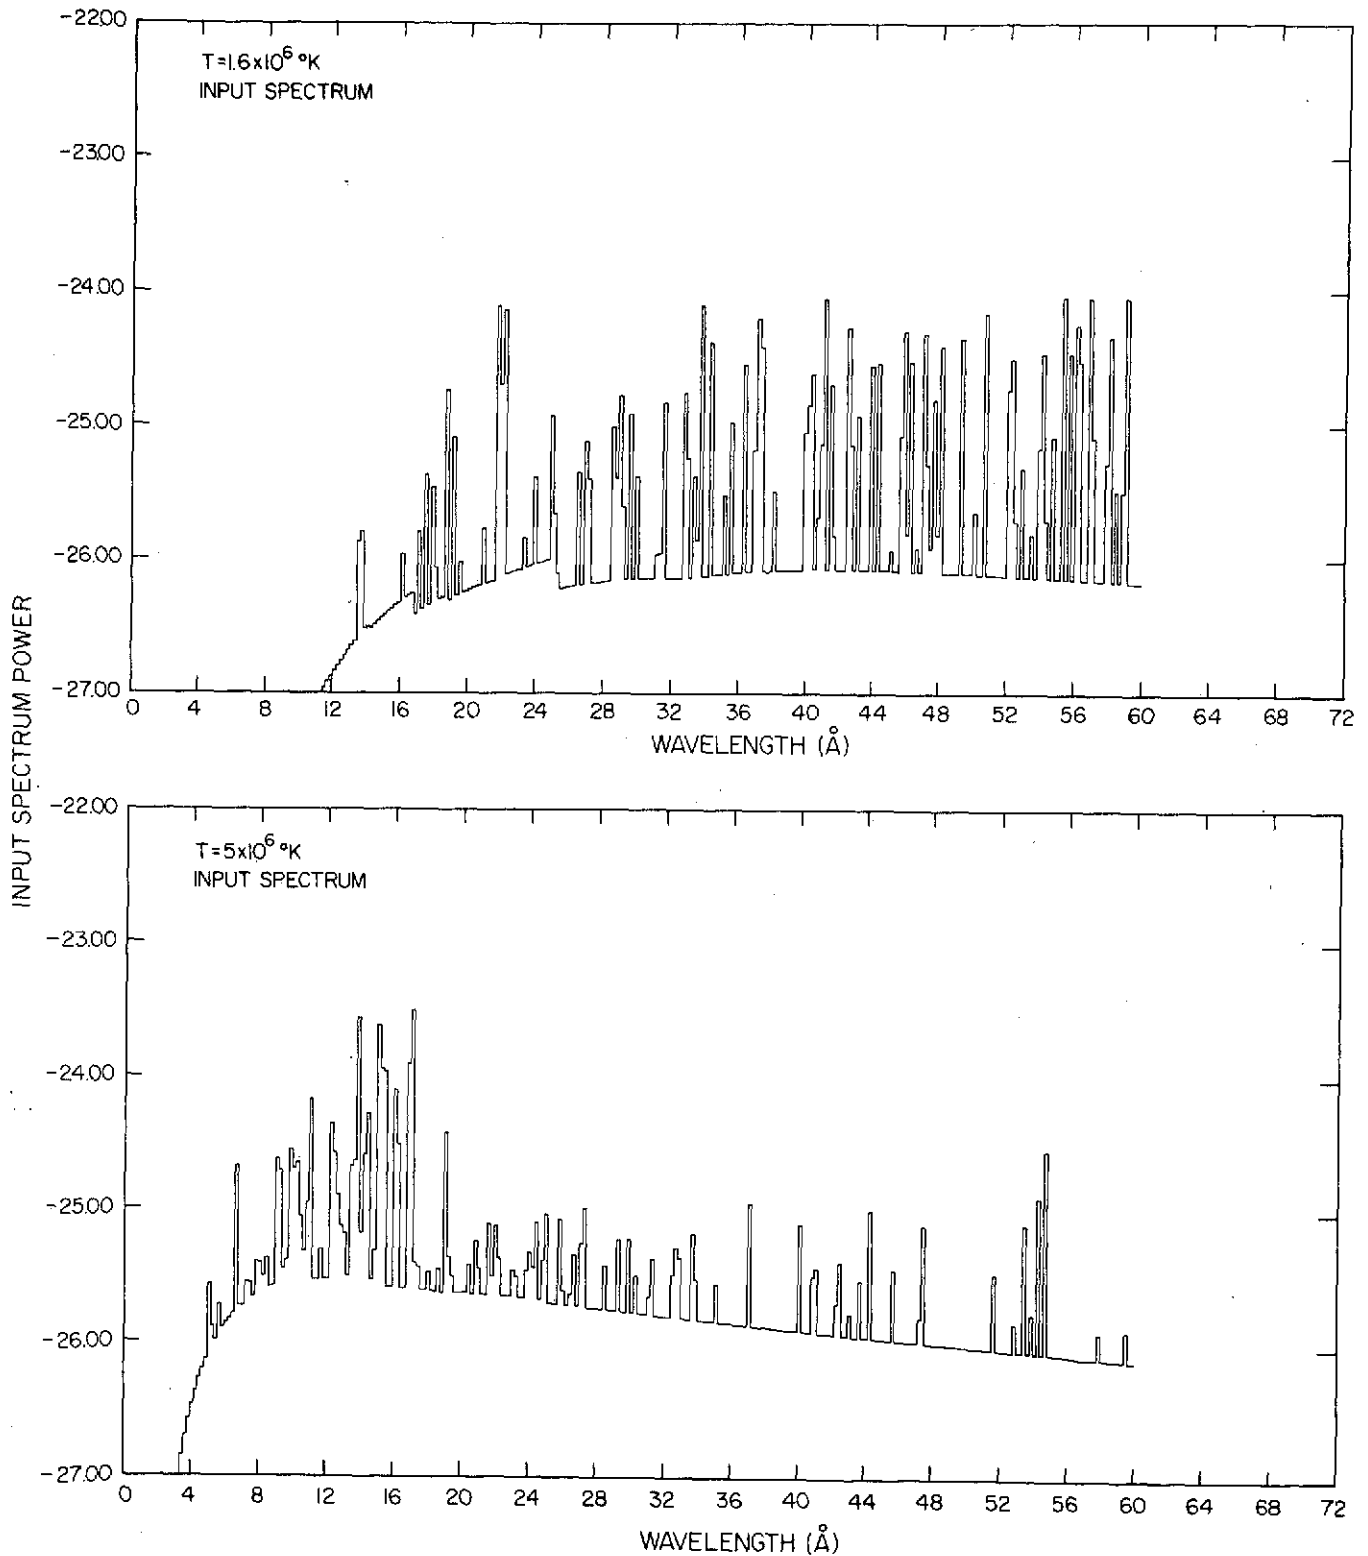 INPUT SPECTRUM POWER
-22.00
-23.00
-24.00
-25.00
-26.00
-27.00
T=1.6x10⁶ °K
INPUT SPECTRUM
0 4 8 12 16 20 24 28 32 36 40 44 48 52 56 60 64 68 72
WAVELENGTH (Å)
-22.00
-23.00
-24.00
-25.00
-26.00
-27.00
T=5x10⁶ °K
INPUT SPECTRUM
0 4 8 12 16 20 24 28 32 36 40 44 48 52 56 60 64 68 72
WAVELENGTH (Å)